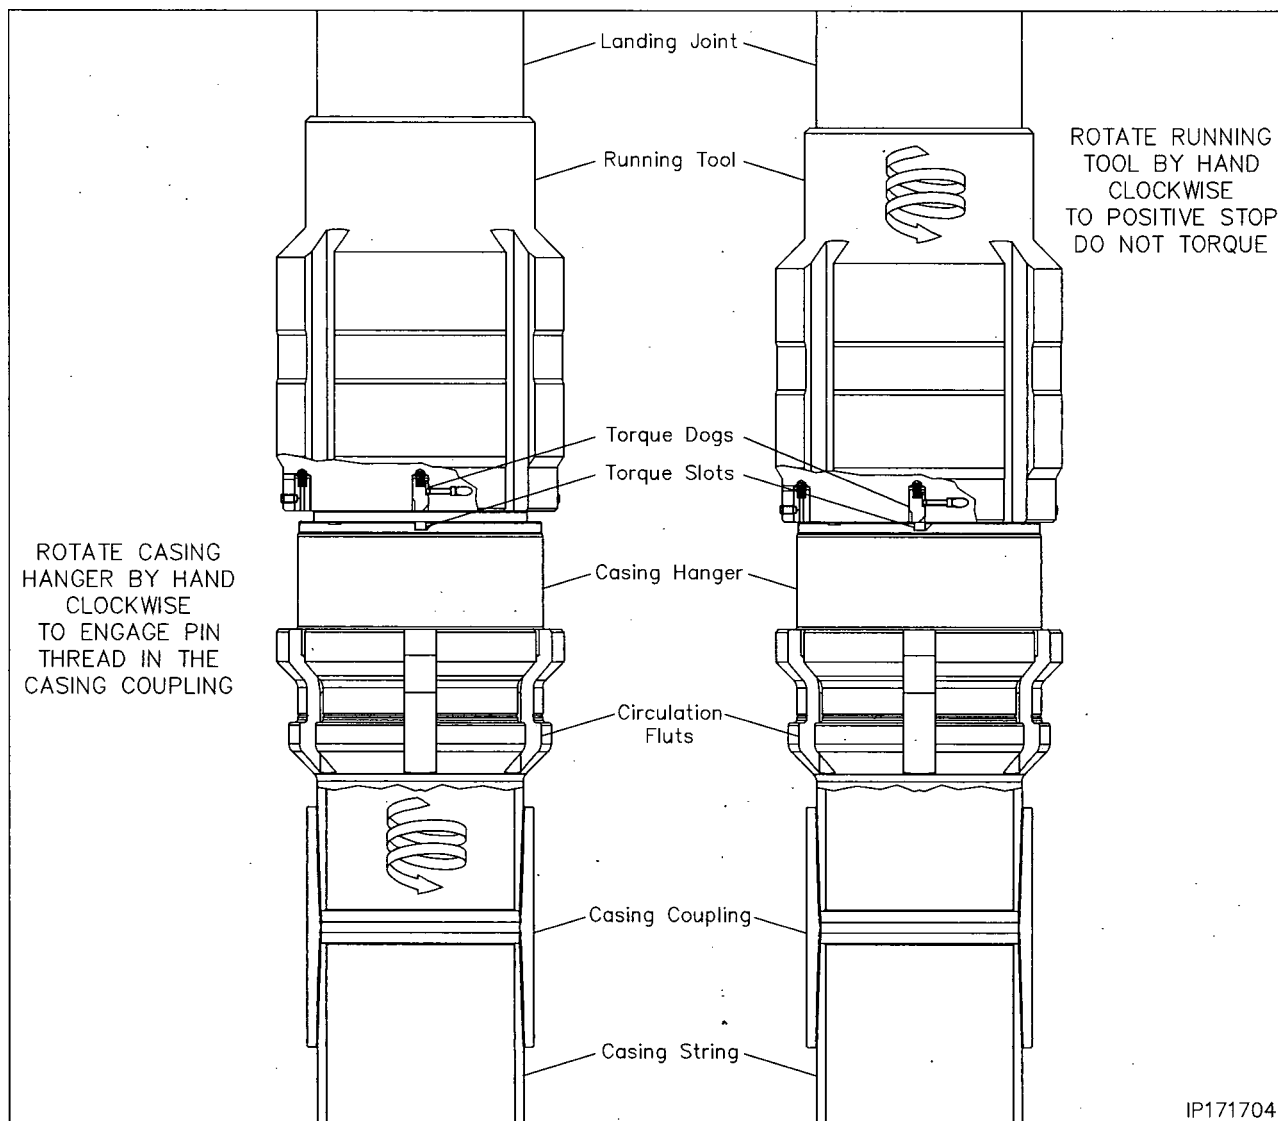 Landing Joint
Running Tool
ROTATE RUNNING
TOOL BY HAND
CLOCKWISE
TO POSITIVE STOP
DO NOT TORQUE
Torque Dogs
Torque Slots
ROTATE CASING
HANGER BY HAND
CLOCKWISE
TO ENGAGE PIN
THREAD IN THE
CASING COUPLING
Casing Hanger
Circulation
Fluts
Casing Coupling
Casing String
IP171704